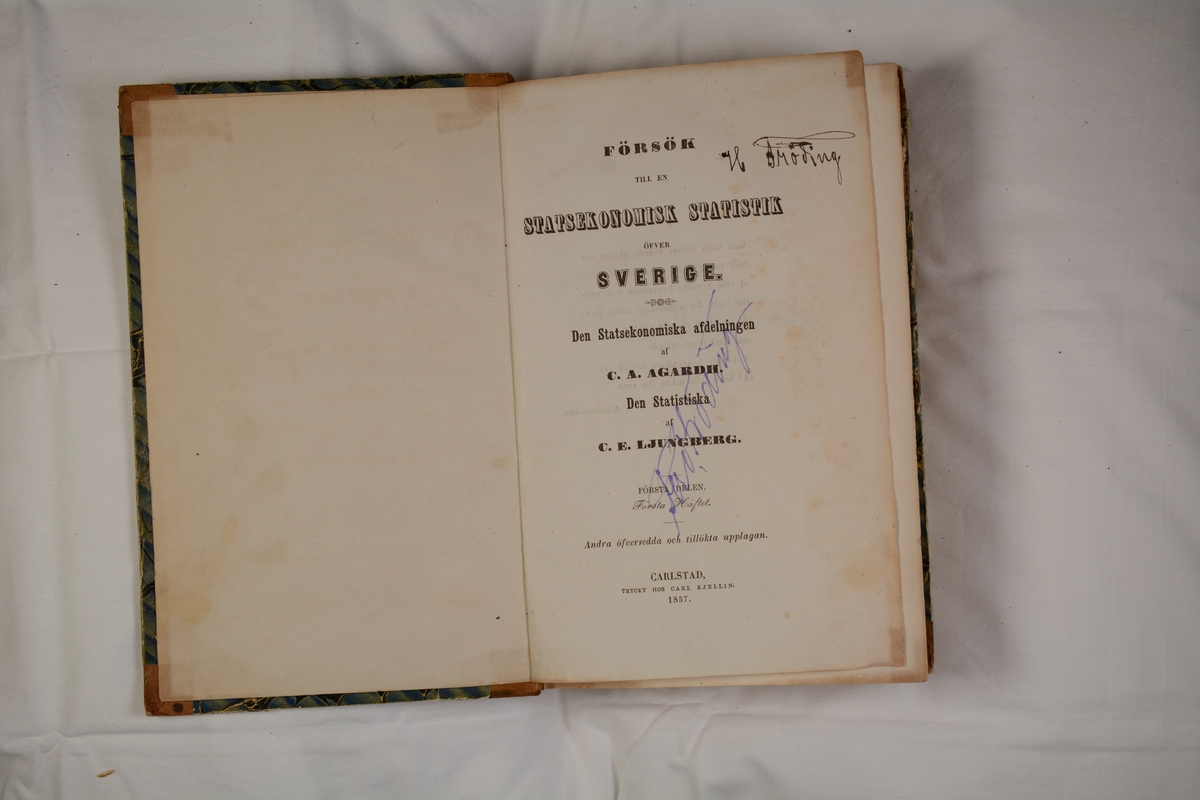 FÖRSÖK
H Fröding
TILL EN
STATSEKONOMISK STATISTIK
ÖFVER
SVERIGE.
Den Statsekonomiska afdelningen
af
C. A. AGARDH.
Den Statistiska
af
C. E. LJUNGBERG.
Fröding
FÖRSTA DELEN.
Första Häftet.
Andra öfversedda och tillökta upplagan.
CARLSTAD,
TRYCKT HOS CARL KJELLIN.
1857.